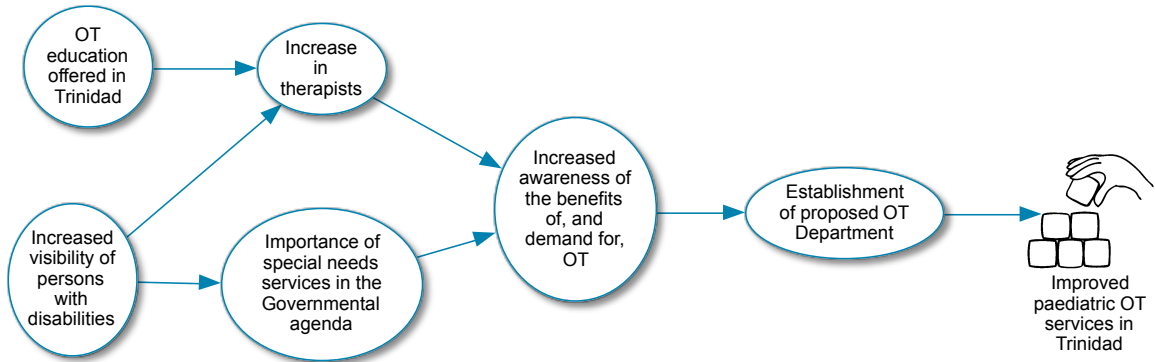 OT
education
offered in
Trinidad
Increase
in
therapists
Increased
visibility of
persons
with
disabilities
Importance of
special needs
services in the
Governmental
agenda
Increased
awareness of
the benefits
of, and
demand for,
OT
Establishment
of proposed OT
Department
Improved
paediatric OT
services in
Trinidad